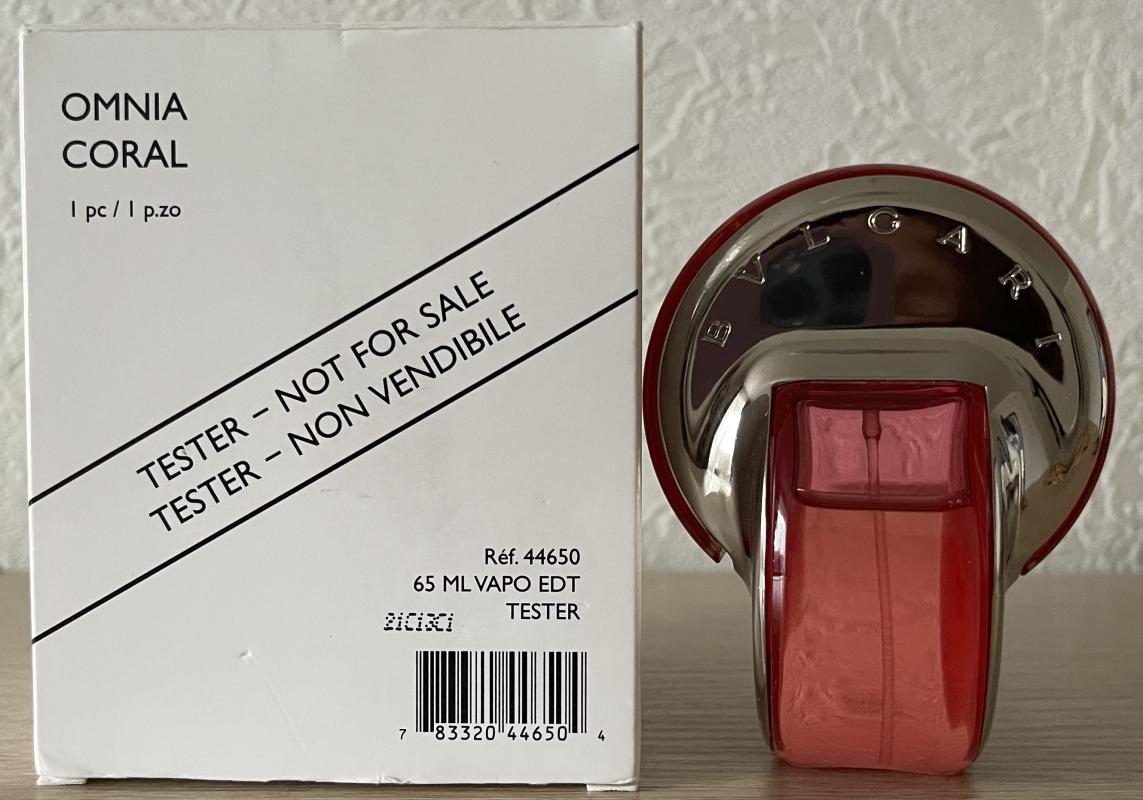 OMNIA
CORAL
1 pc / 1 p.zo
TESTER – NOT FOR SALE
TESTER – NON VENDIBILE
Réf. 44650
65 ML VAPO EDT
TESTER
7 83320 44650 4
BVLGARI